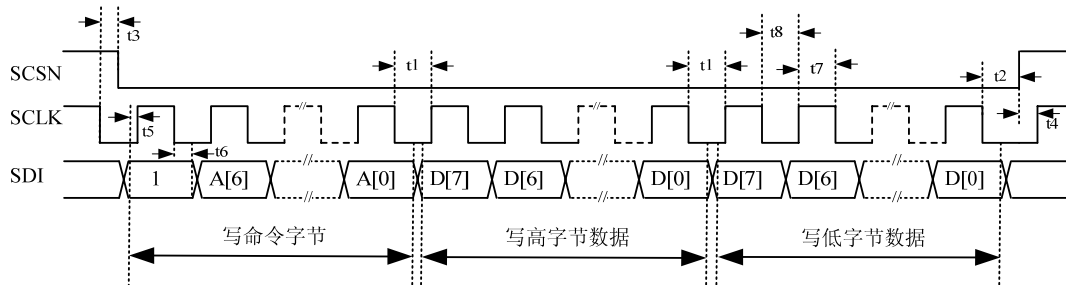 t3 t1 t1 t8 t7 t2
SCSN
SCLK t5 t6 t4
SDI 1 A[6] A[0] D[7] D[6] D[0] D[7] D[6] D[0]
写命令字节 写高字节数据 写低字节数据